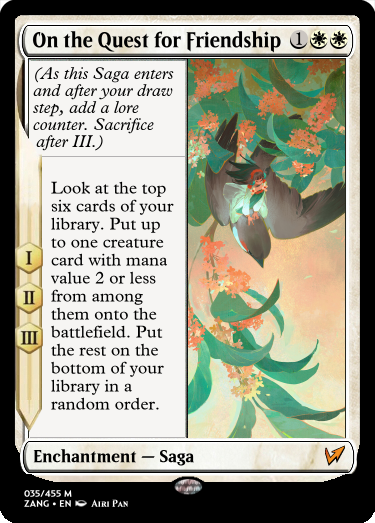 On the Quest for Friendship 1
(As this Saga enters
and after your draw
step, add a lore
counter. Sacrifice
after III.)
Look at the top
six cards of your
library. Put up
to one creature
card with mana
value 2 or less
from among
them onto the
battlefield. Put
the rest on the
bottom of your
library in a
random order.
I
II
III
Enchantment — Saga
035/455 M
ZANG • EN Airi Pan